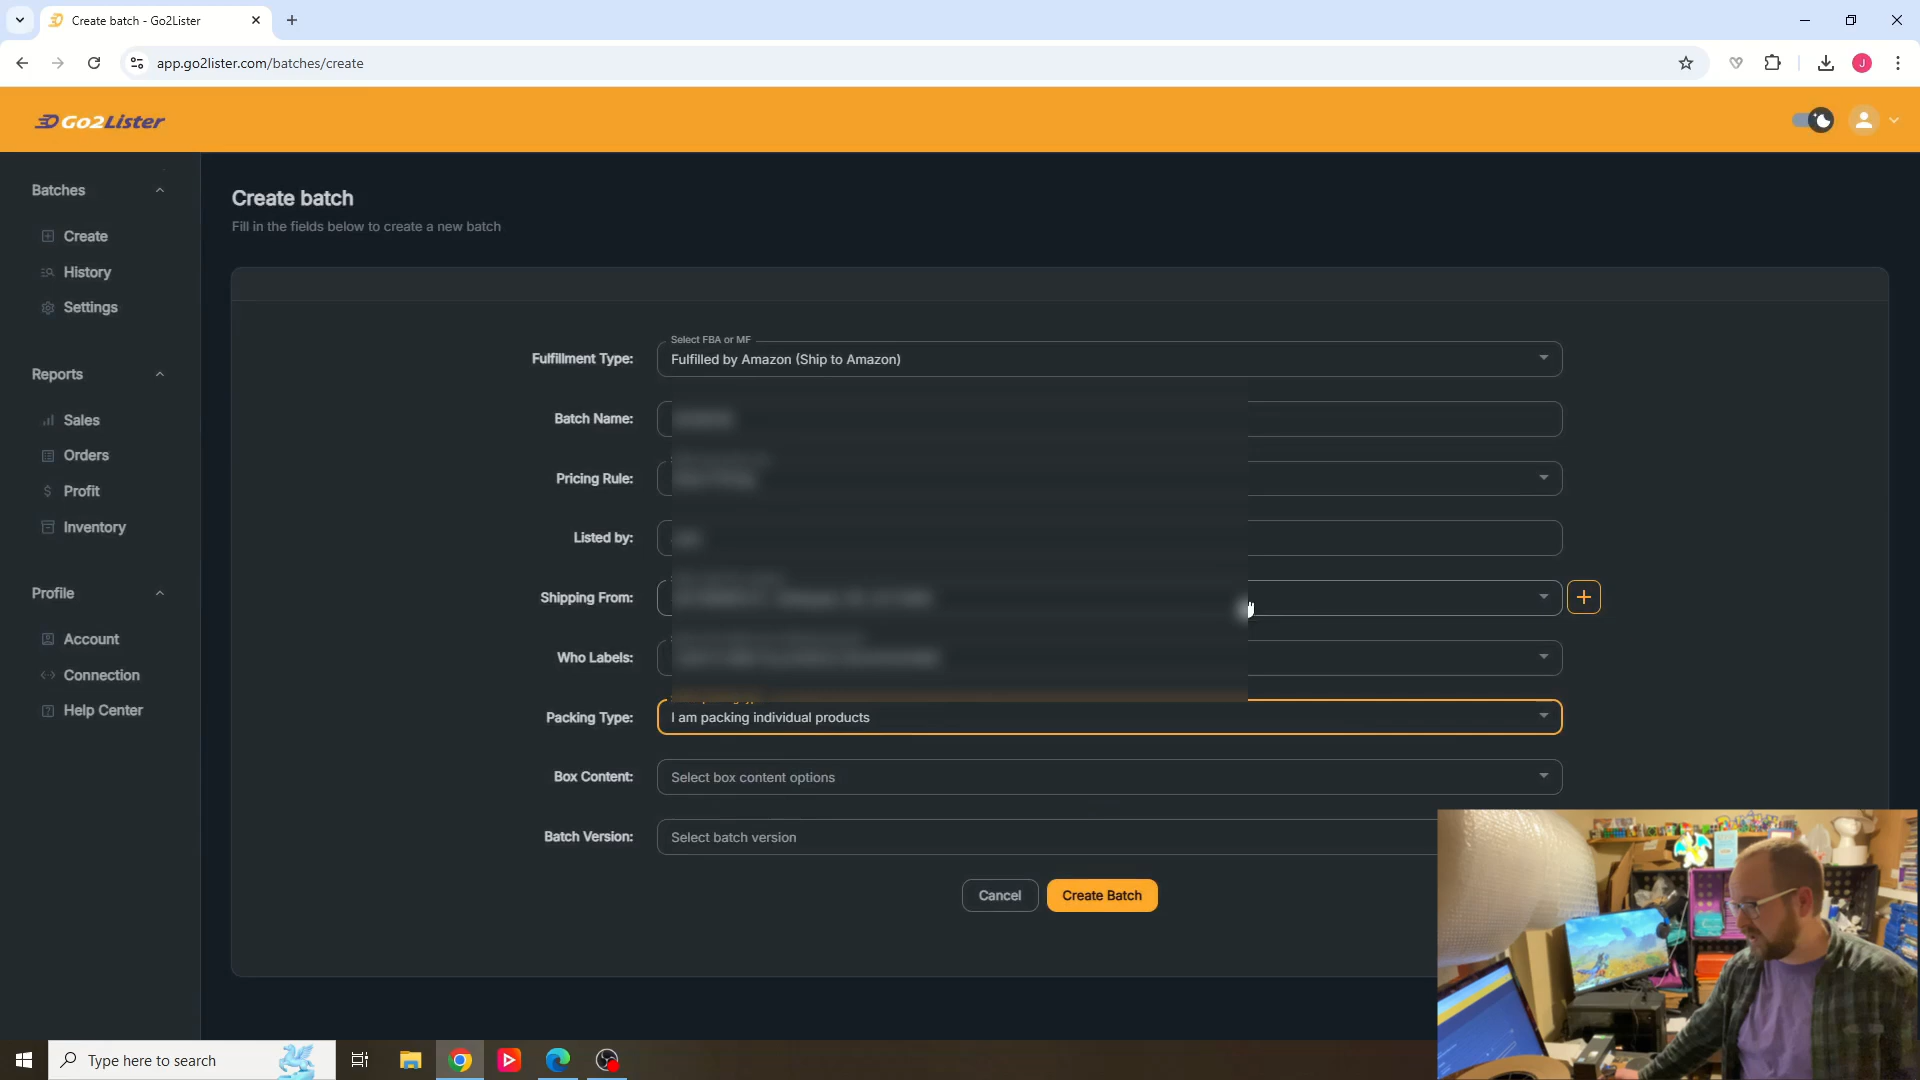 Create batch - Go2Lister
app.go2lister.com/batches/create
J
Go2Lister
Batches
Create
History
Settings
Reports
Sales
Orders
Profit
Inventory
Profile
Account
Connection
Help Center
Create batch
Fill in the fields below to create a new batch
Select FBA or MF
Fulfillment Type:
Fulfilled by Amazon (Ship to Amazon)
Batch Name:
Pricing Rule:
Listed by:
Shipping From:
Who Labels:
Packing Type:
I am packing individual products
Box Content:
Select box content options
Batch Version:
Select batch version
Cancel
Create Batch
Type here to search